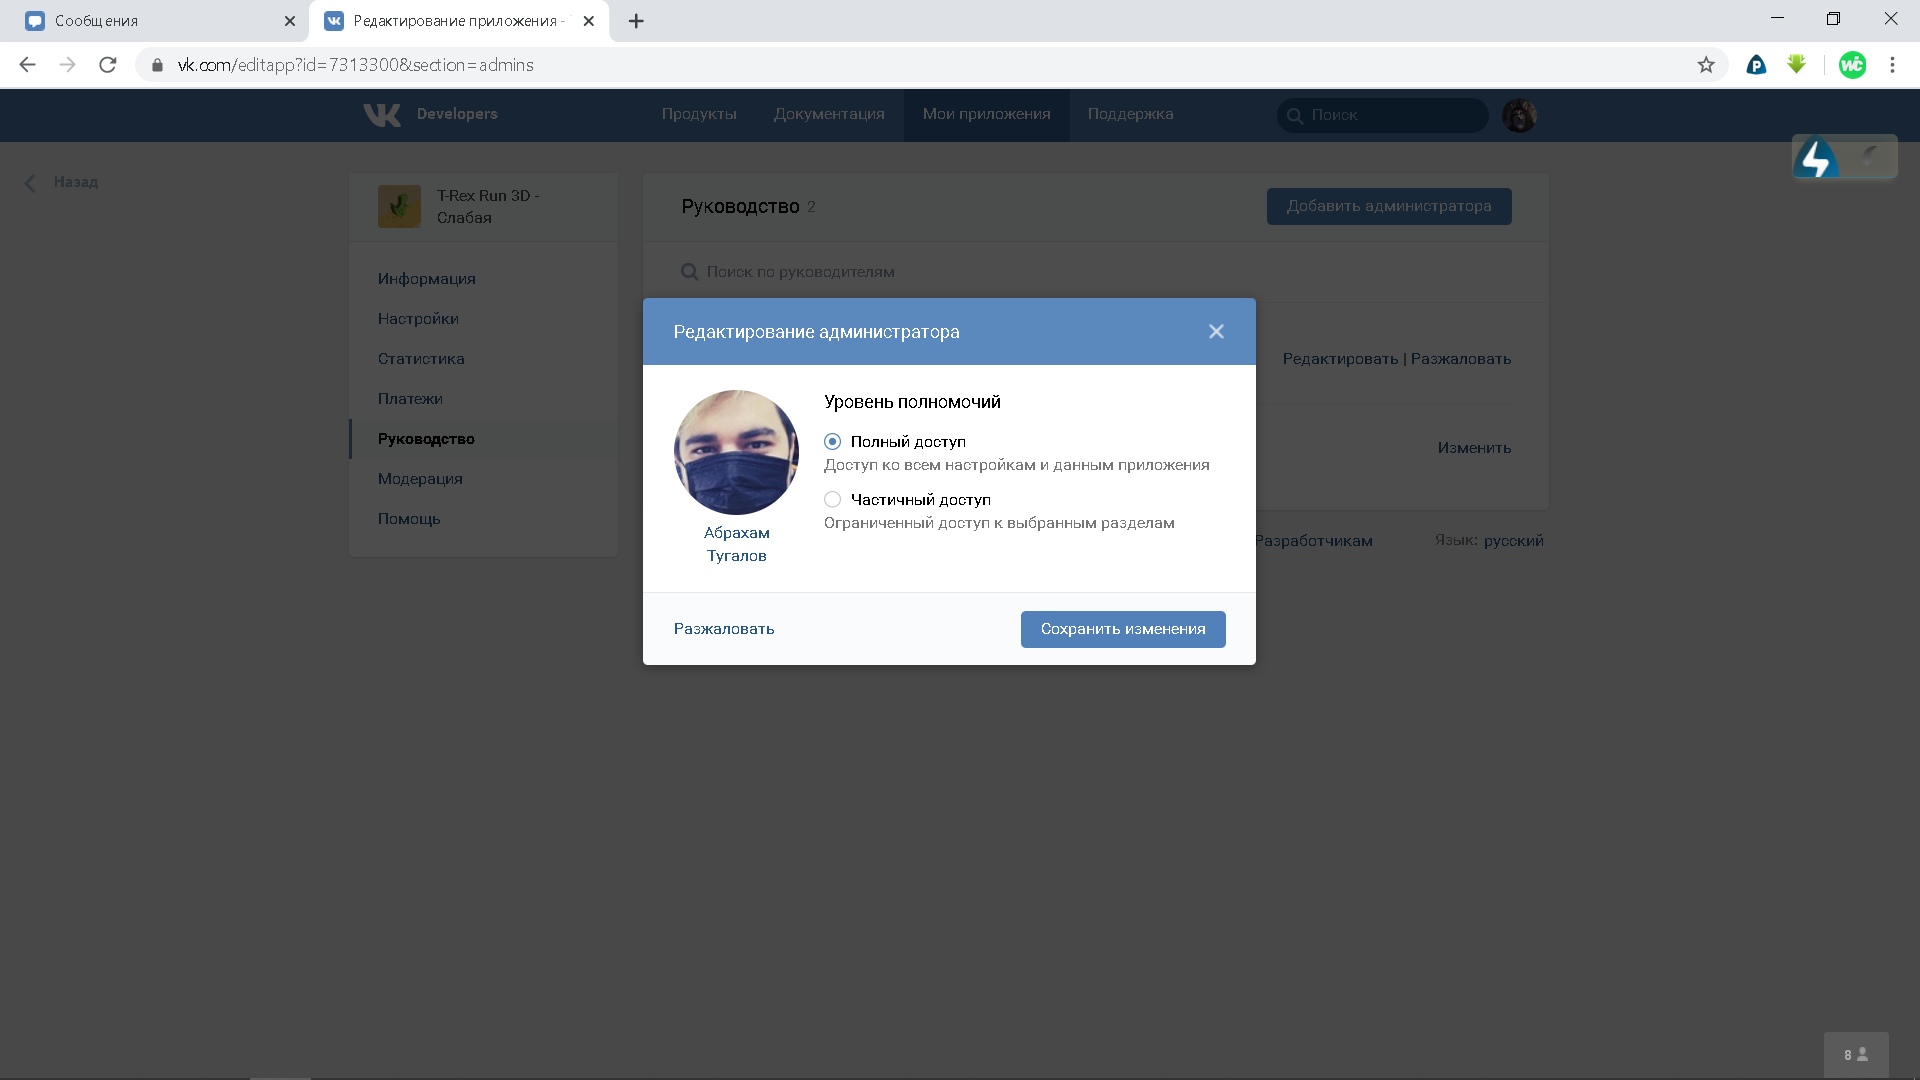 Сообщения
Редактирование приложения -
vk.com/editapp?id=7313300&section=admins
Developers
Продукты
Документация
Мои приложения
Поддержка
Поиск
Назад
T-Rex Run 3D -
Слабая
Информация
Настройки
Статистика
Платежи
Руководство
Модерация
Помощь
Руководство 2
Добавить администратора
Поиск по руководителям
Редактировать | Разжаловать
Изменить
Разработчикам
Язык: русский
Редактирование администратора
Абрахам
Тугалов
Уровень полномочий
Полный доступ
Доступ ко всем настройкам и данным приложения
Частичный доступ
Ограниченный доступ к выбранным разделам
Разжаловать
Сохранить изменения
8